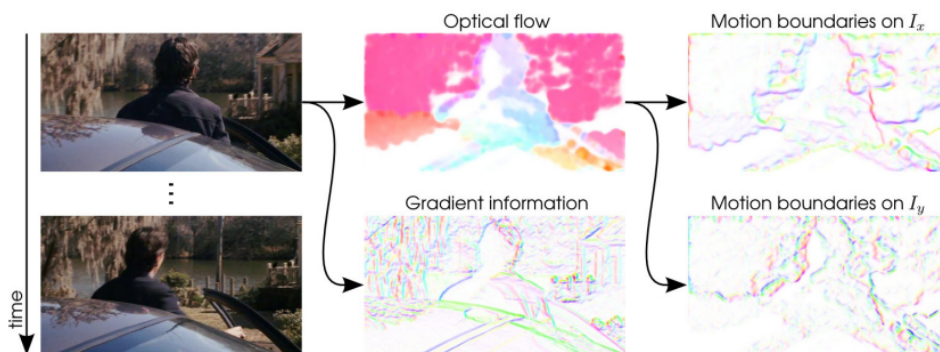 Optical flow
Motion boundaries on I_x
Gradient information
Motion boundaries on I_y
time